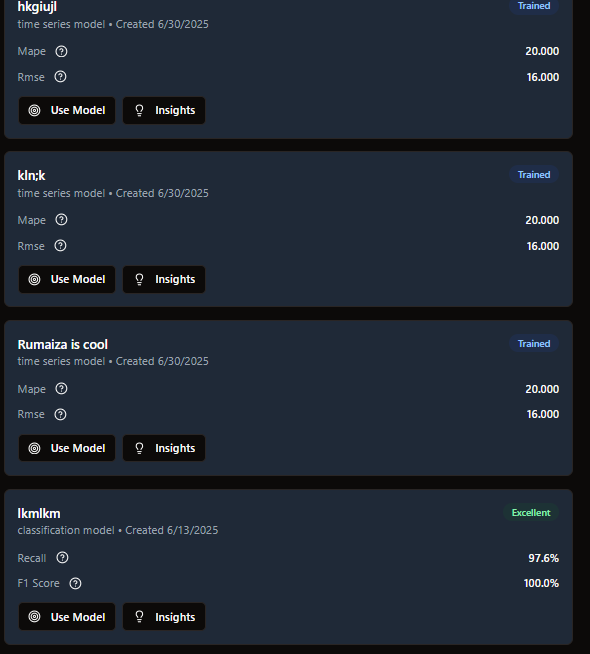 hkgiujl Trained
time series model • Created 6/30/2025
Mape 20.000
Rmse 16.000
Use Model Insights
kln;k Trained
time series model • Created 6/30/2025
Mape 20.000
Rmse 16.000
Use Model Insights
Rumaiza is cool Trained
time series model • Created 6/30/2025
Mape 20.000
Rmse 16.000
Use Model Insights
lkmlkm Excellent
classification model • Created 6/13/2025
Recall 97.6%
F1 Score 100.0%
Use Model Insights